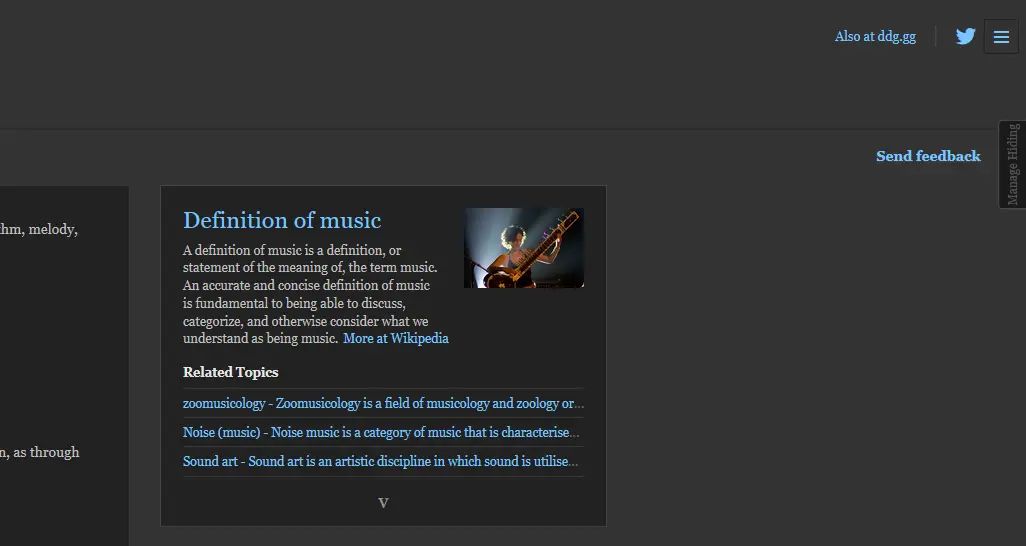 Also at ddg.gg
Manage Hiding
Send feedback
thm, melody,
n, as through
Definition of music
A definition of music is a definition, or
statement of the meaning of, the term music.
An accurate and concise definition of music
is fundamental to being able to discuss,
categorize, and otherwise consider what we
understand as being music. More at Wikipedia
Related Topics
zoomusicology - Zoomusicology is a field of musicology and zoology or...
Noise (music) - Noise music is a category of music that is characterise...
Sound art - Sound art is an artistic discipline in which sound is utilise...
v